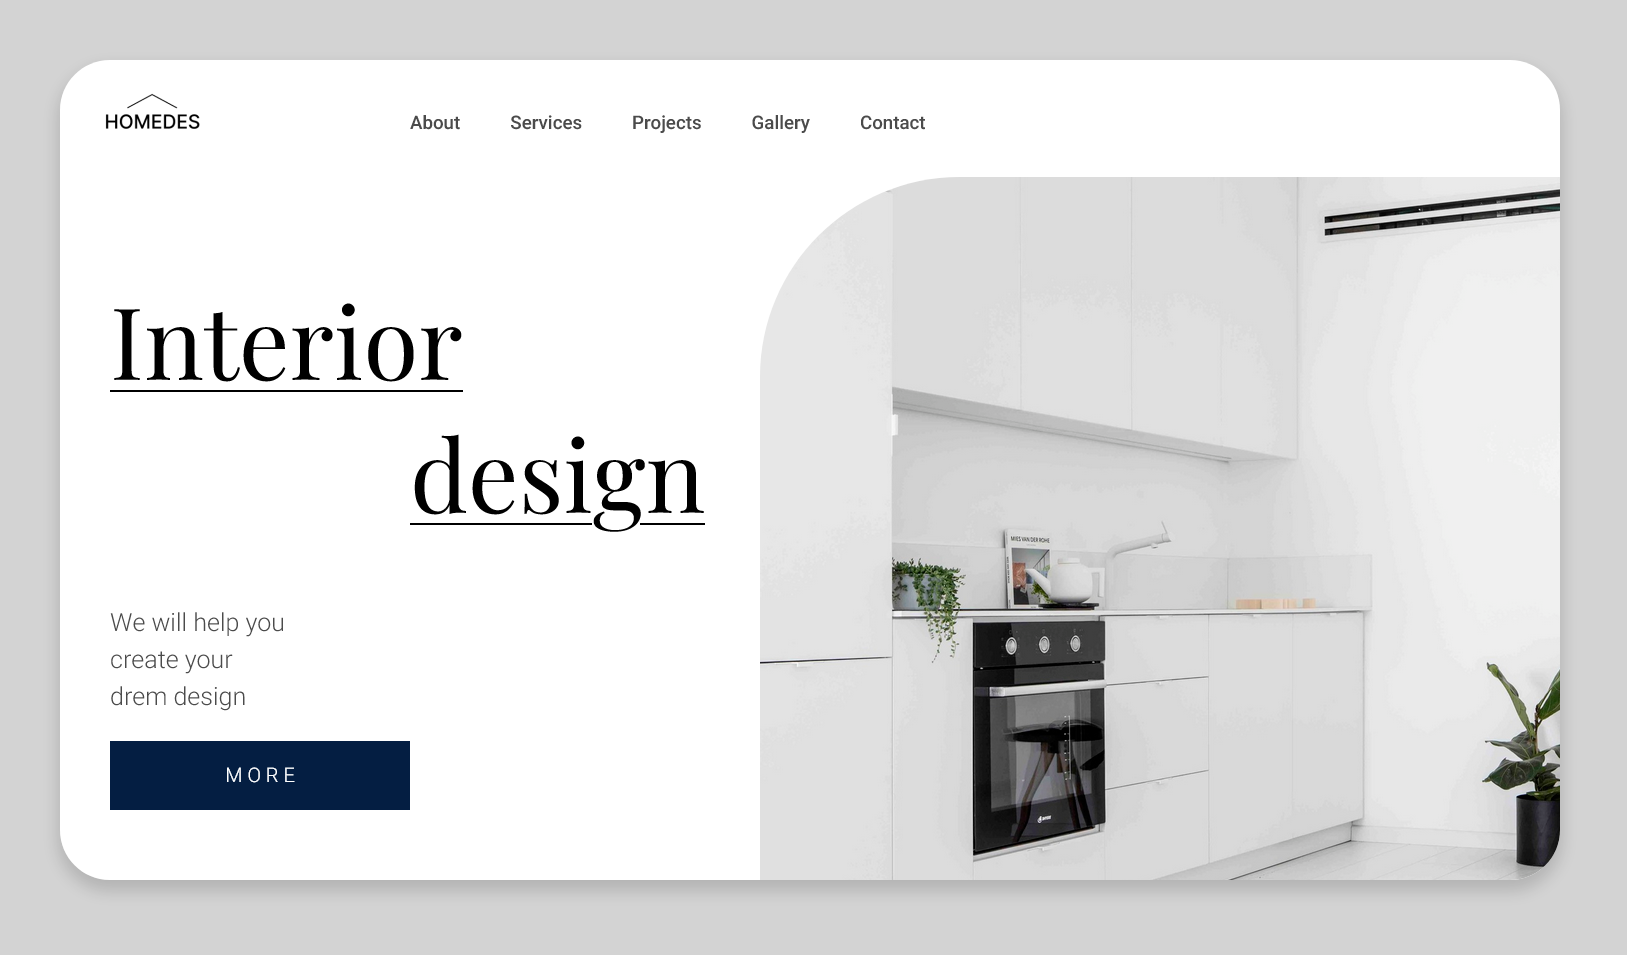 HOMEDES
About Services Projects Gallery Contact
Interior
design
MIES VAN DER ROHE
We will help you
create your
drem design
MORE